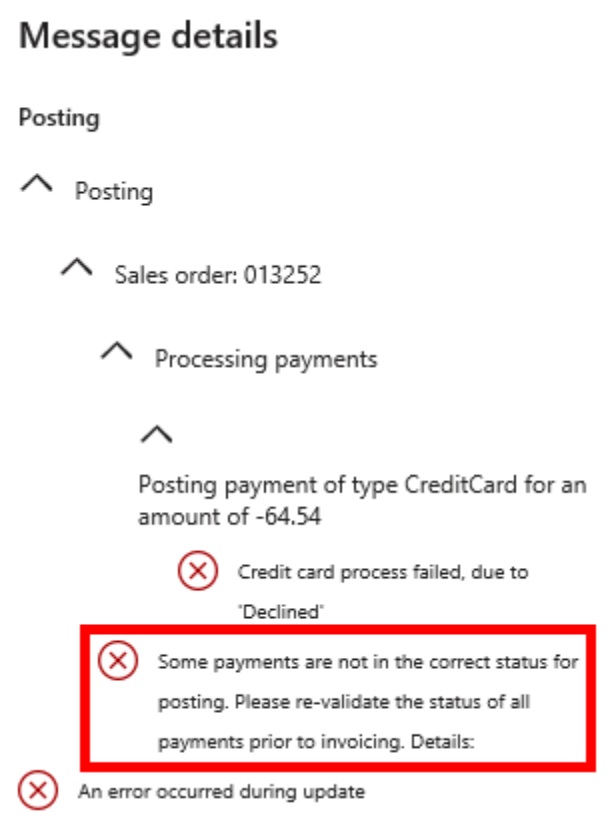 Message details
Posting
Posting
Sales order: 013252
Processing payments
Posting payment of type CreditCard for an
amount of -64.54
Credit card process failed, due to
'Declined'
Some payments are not in the correct status for
posting. Please re-validate the status of all
payments prior to invoicing. Details:
An error occurred during update